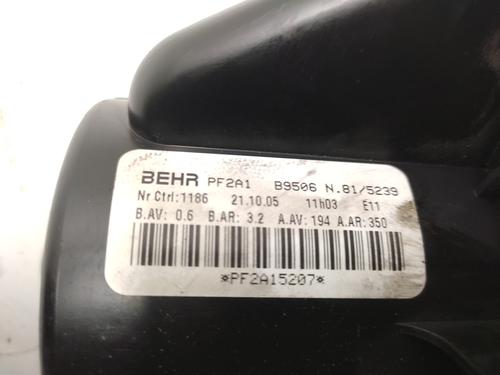 BEHR PF2A1 B9506 N.81/5239
Nr Ctrl:1186 21.10.05 11h03 E11
B.AV: 0.6 B.AR: 3.2 A.AV: 194 A.AR: 350
*PF2A15207*